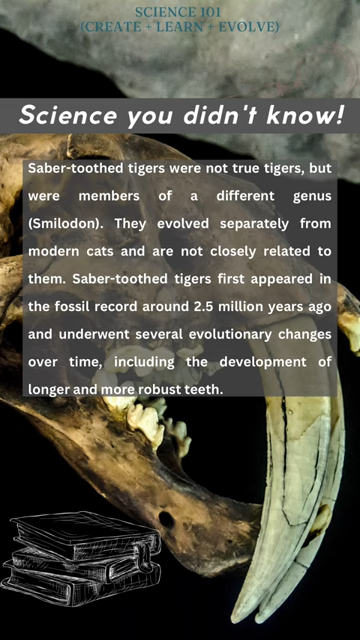 SCIENCE 101
(CREATE + LEARN + EVOLVE)
Science you didn't know!
Saber-toothed tigers were not true tigers, but
were members of a different genus
(Smilodon). They evolved separately from
modern cats and are not closely related to
them. Saber-toothed tigers first appeared in
the fossil record around 2.5 million years ago
and underwent several evolutionary changes
over time, including the development of
longer and more robust teeth.